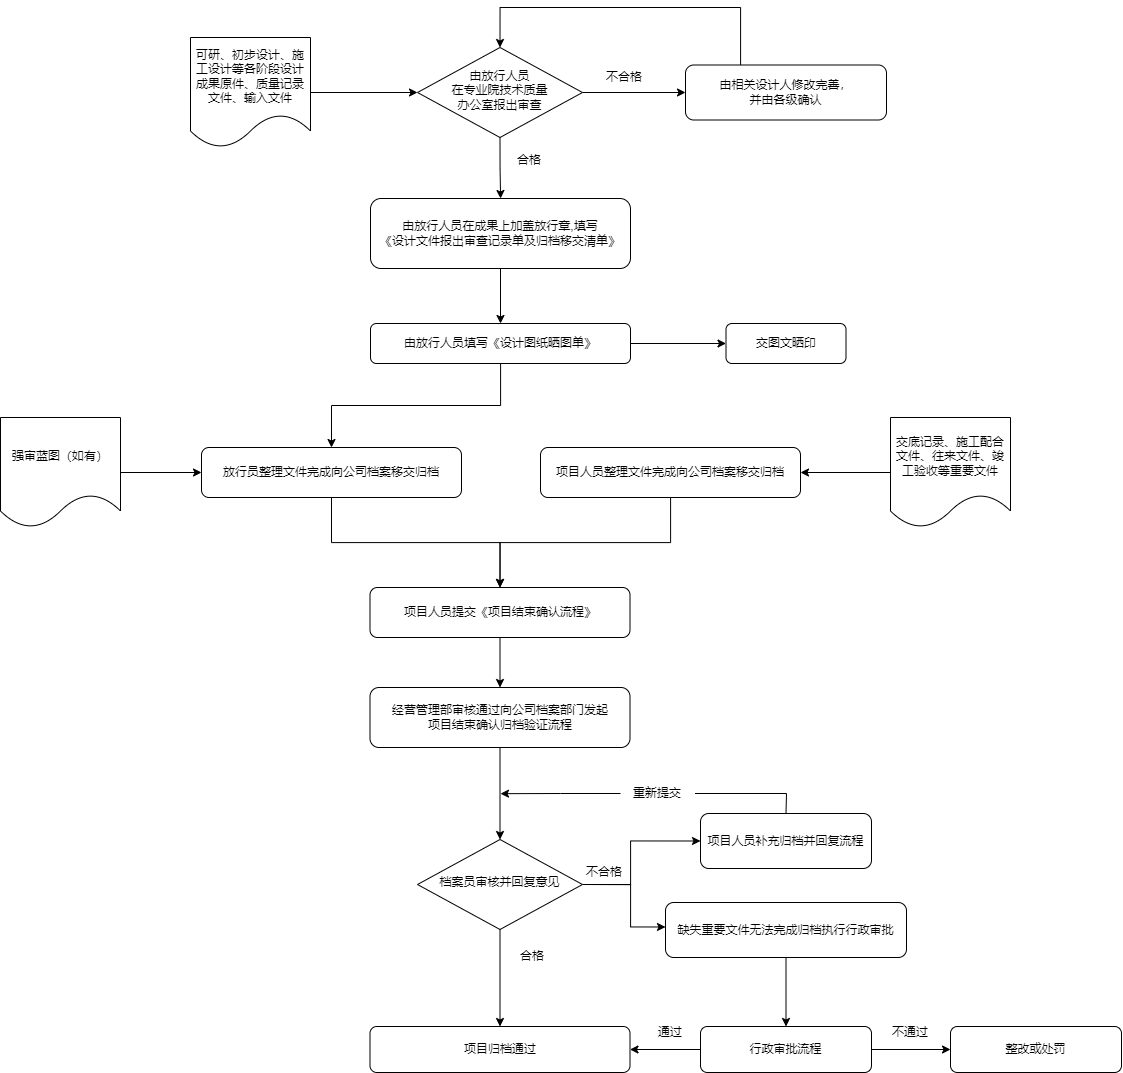 可研、初步设计、施
工设计等各阶段设计
成果原件、质量记录
文件、输入文件
由放行人员
在专业院技术质量
办公室报出审查
不合格
由相关设计人修改完善，
并由各级确认
合格
由放行人员在成果上加盖放行章,填写
《设计文件报出审查记录单及归档移交清单》
由放行人员填写《设计图纸晒图单》
交图文晒印
强审蓝图（如有）
放行员整理文件完成向公司档案移交归档
项目人员整理文件完成向公司档案移交归档
交底记录、施工配合
文件、往来文件、竣
工验收等重要文件
项目人员提交《项目结束确认流程》
经营管理部审核通过向公司档案部门发起
项目结束确认归档验证流程
重新提交
项目人员补充归档并回复流程
档案员审核并回复意见
不合格
缺失重要文件无法完成归档执行行政审批
合格
项目归档通过
通过
行政审批流程
不通过
整改或处罚